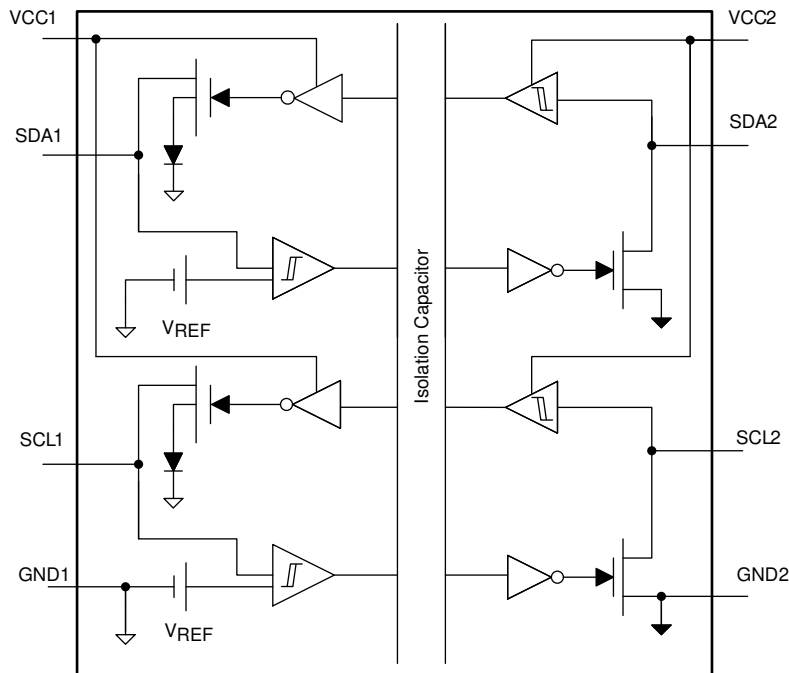 VCC1
VCC2
SDA1
SDA2
VREF
Isolation Capacitor
SCL1
SCL2
GND1
GND2
VREF